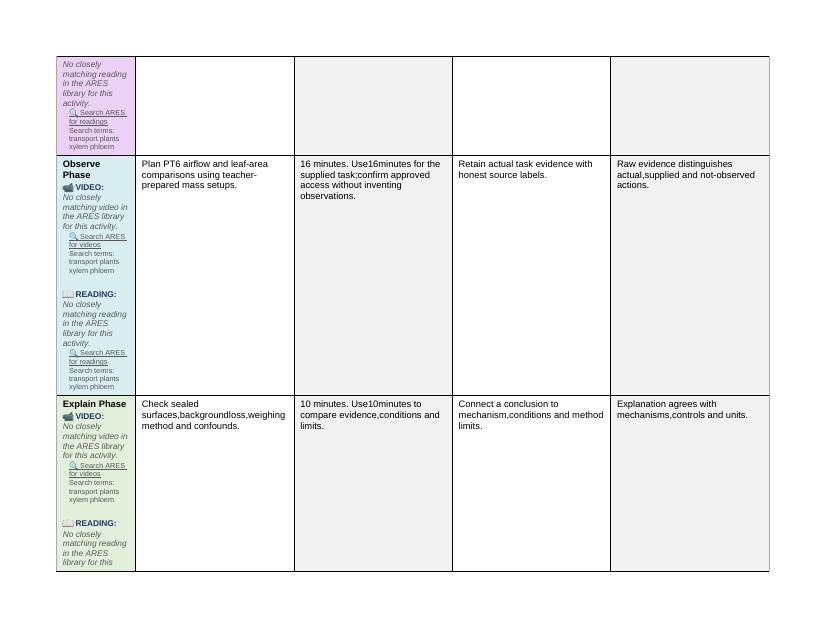 No closely
matching reading
in the ARES
library for this
activity.
🔍 Search ARES
for readings
Search terms:
transport plants
xylem phloem
Observe
Phase
📹 VIDEO:
No closely
matching video in
the ARES library
for this activity.
🔍 Search ARES
for videos
Search terms:
transport plants
xylem phloem
📖 READING:
No closely
matching reading
in the ARES
library for this
activity.
🔍 Search ARES
for readings
Search terms:
transport plants
xylem phloem
Plan PT6 airflow and leaf-area
comparisons using teacher-
prepared mass setups.
16 minutes. Use16minutes for the
supplied task;confirm approved
access without inventing
observations.
Retain actual task evidence with
honest source labels.
Raw evidence distinguishes
actual,supplied and not-observed
actions.
Explain Phase
📹 VIDEO:
No closely
matching video in
the ARES library
for this activity.
🔍 Search ARES
for videos
Search terms:
transport plants
xylem phloem
📖 READING:
No closely
matching reading
in the ARES
library for this
Check sealed
surfaces,backgroundloss,weighing
method and confounds.
10 minutes. Use10minutes to
compare evidence,conditions and
limits.
Connect a conclusion to
mechanism,conditions and method
limits.
Explanation agrees with
mechanisms,controls and units.